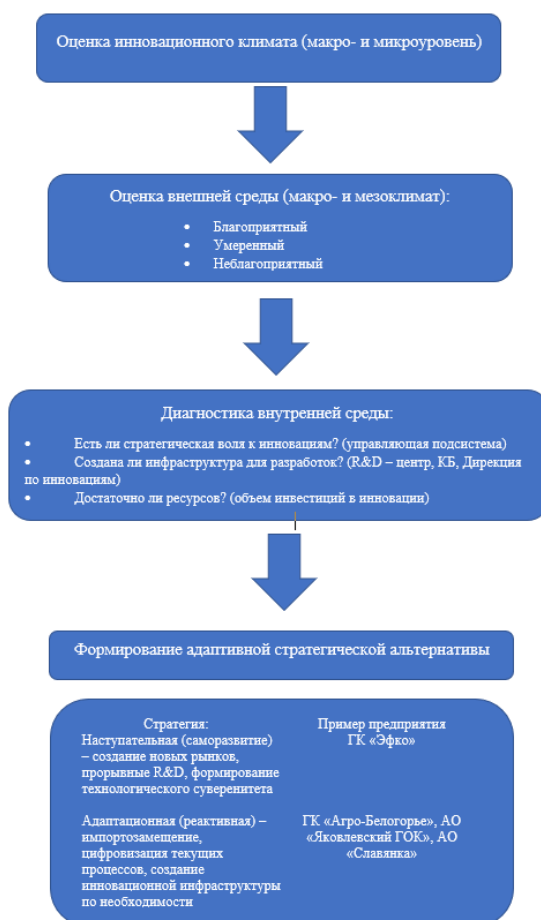 Оценка инновационного климата (макро- и микроуровень)
Оценка внешней среды (макро- и мезоклимат):
• Благоприятный
• Умеренный
• Неблагоприятный
Диагностика внутренней среды:
• Есть ли стратегическая воля к инновациям? (управляющая подсистема)
• Создана ли инфраструктура для разработок? (R&D – центр, КБ, Дирекция
по инновациям)
• Достаточно ли ресурсов? (объем инвестиций в инновации)
Формирование адаптивной стратегической альтернативы
Стратегия:
Наступательная (саморазвитие)
– создание новых рынков,
прорывные R&D, формирование
технологического суверенитета
Пример предприятия
ГК «Эфко»
Адаптационная (реактивная) –
импортозамещение,
цифровизация текущих
процессов, создание
инновационной инфраструктуры
по необходимости
ГК «Агро-Белогорье», АО
«Яковлевский ГОК», АО
«Славянка»